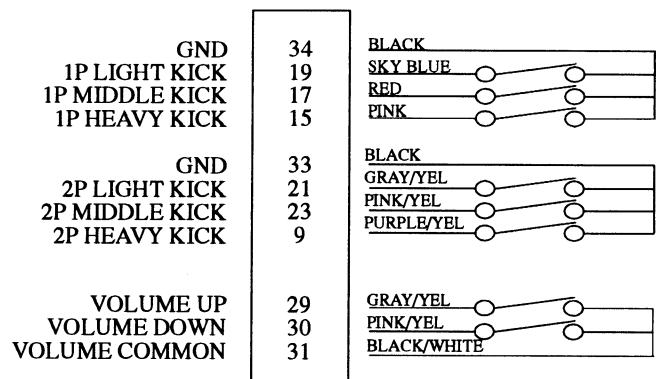 GND 34 BLACK
1P LIGHT KICK 19 SKY BLUE
1P MIDDLE KICK 17 RED
1P HEAVY KICK 15 PINK
GND 33 BLACK
2P LIGHT KICK 21 GRAY/YEL
2P MIDDLE KICK 23 PINK/YEL
2P HEAVY KICK 9 PURPLE/YEL
VOLUME UP 29 GRAY/YEL
VOLUME DOWN 30 PINK/YEL
VOLUME COMMON 31 BLACK/WHITE